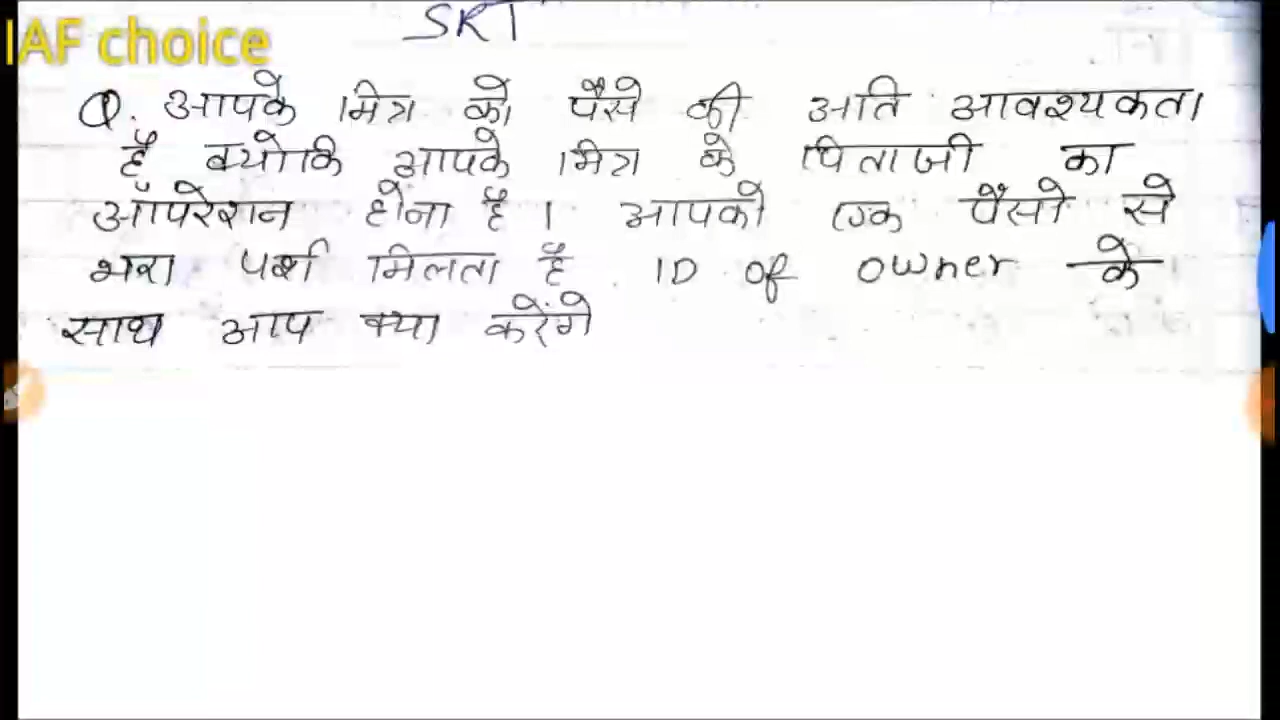 IAF choice
SRT
Q. आपके मित्र को पैसे की अति आवश्यकता
है क्योकि आपके मित्र के पिताजी का
ऑपरेशन होना है । आपको एक पैसो से
भरा पर्श मिलता है ID of owner के
साथ आप क्या करेंगे